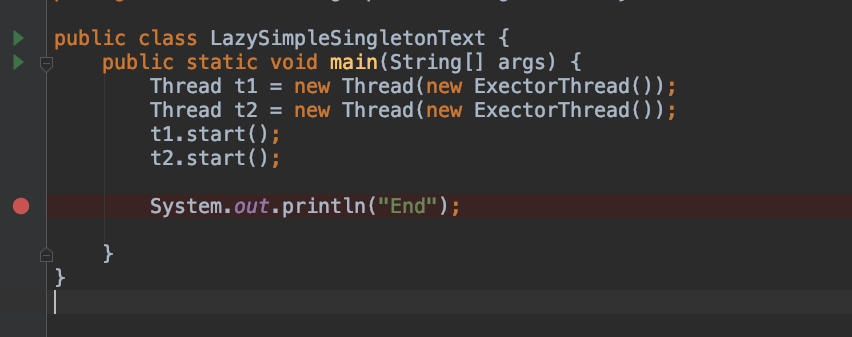 public class LazySimpleSingletonText {
    public static void main(String[] args) {
        Thread t1 = new Thread(new ExectorThread());
        Thread t2 = new Thread(new ExectorThread());
        t1.start();
        t2.start();
        System.out.println("End");
    }
}